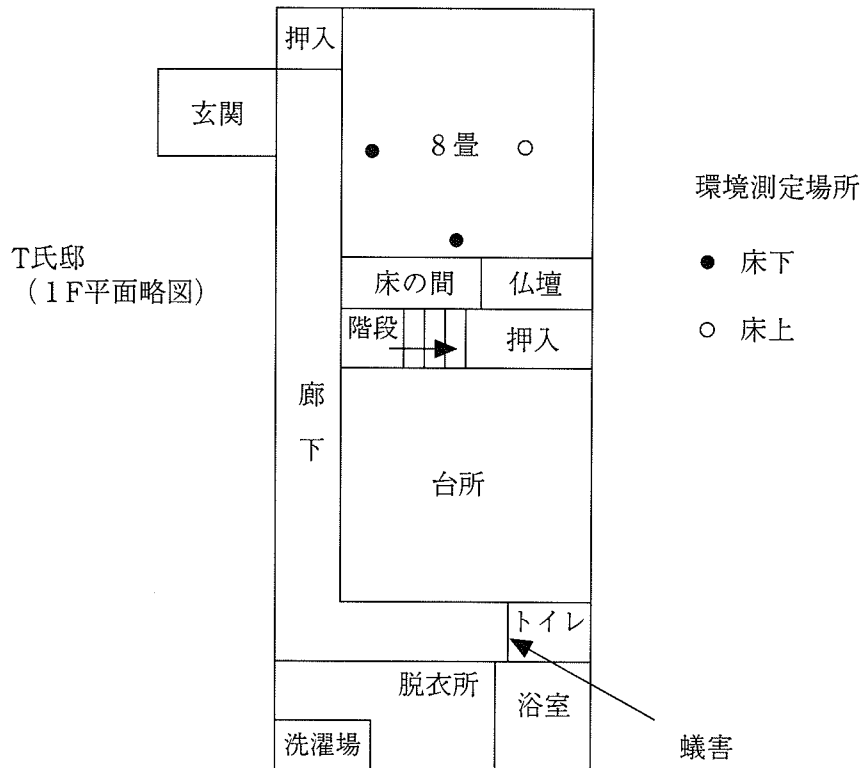 押入
玄関
8畳
環境測定場所
T氏邸
(1F平面略図)
● 床下
○ 床上
床の間
仏壇
階段
押入
廊下
台所
トイレ
脱衣所
浴室
洗濯場
蟻害